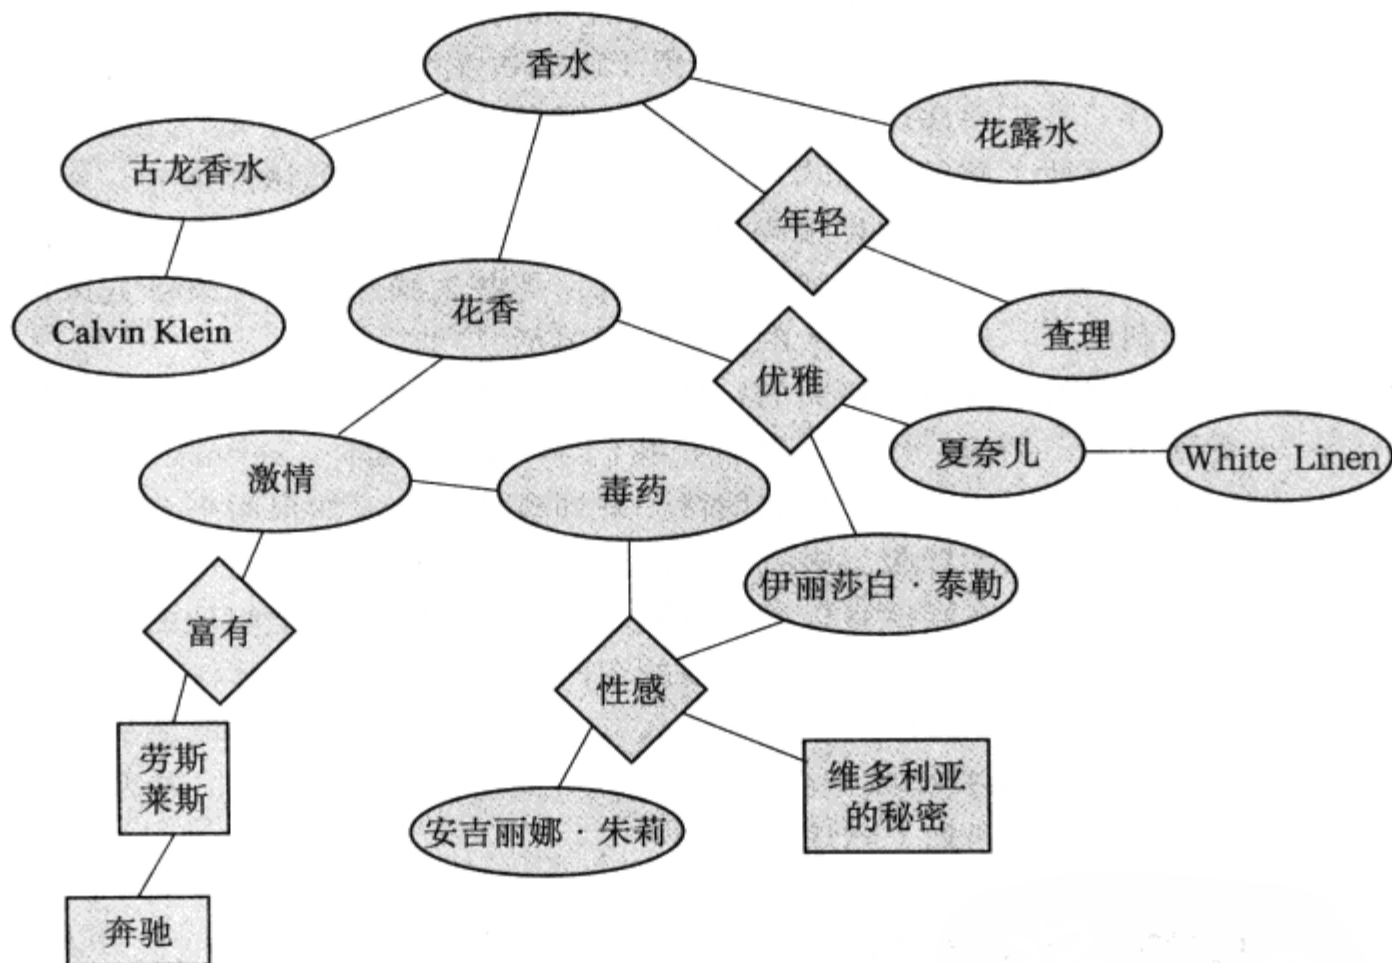 香水
花露水
古龙香水
年轻
花香
Calvin Klein
查理
优雅
夏奈儿
White Linen
激情
毒药
伊丽莎白·泰勒
富有
性感
劳斯
莱斯
维多利亚
的秘密
安吉丽娜·朱莉
奔驰